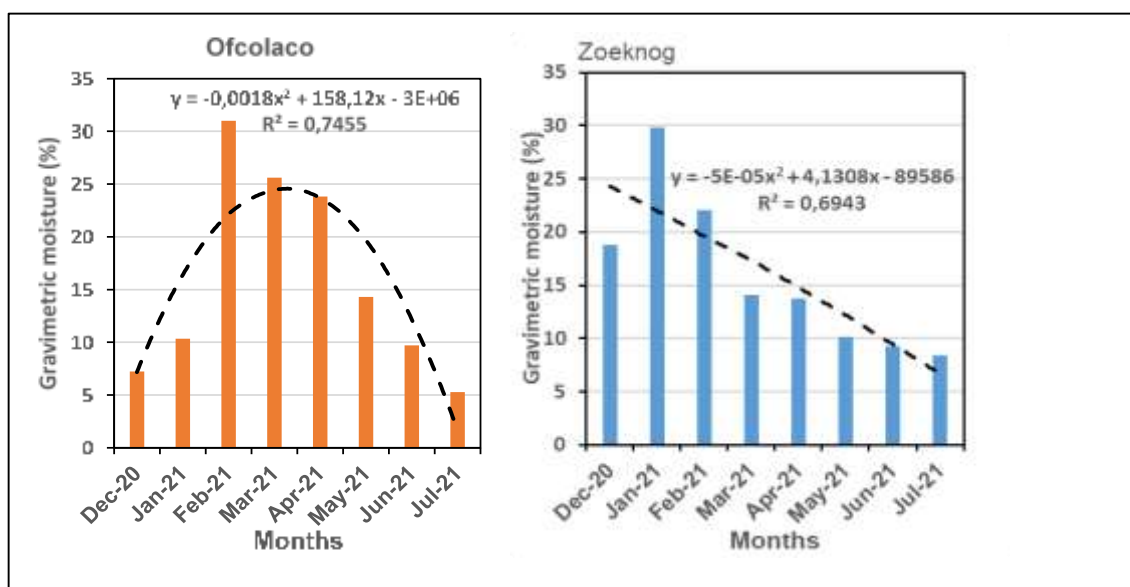 Ofcolaco
35
30
25
20
15
10
5
0
Gravimetric moisture (%)
y = -0,0018x² + 158,12x - 3E+06
R² = 0,7455
Dec-20
Jan-21
Feb-21
Mar-21
Apr-21
May-21
Jun-21
Jul-21
Months
Zoeknog
35
30
25
20
15
10
5
0
Gravimetric moisture (%)
y = -5E-05x² + 4,1308x - 89586
R² = 0,6943
Dec-20
Jan-21
Feb-21
Mar-21
Apr-21
May-21
Jun-21
Jul-21
Months